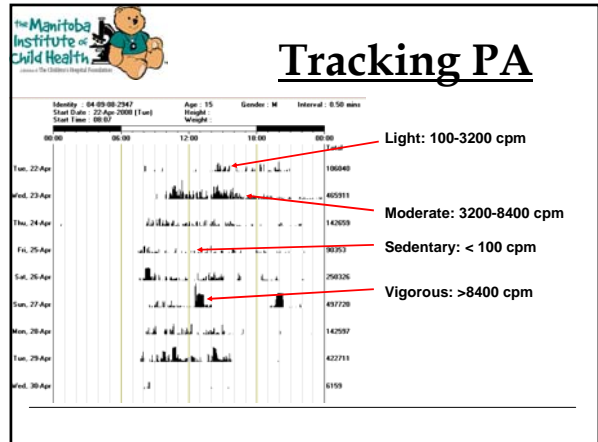 the Manitoba
Institute of
Child Health
Tracking PA
Identity : 04-09-08-2947 Age : 15 Gender : M Interval : 0.50 mins
Start Date : 22-Apr-2008 (Tue) Height :
Start Time : 08:07 Weight :
00:00 06:00 12:00 18:00 00:00
Total
Light: 100-3200 cpm
Tue, 22-Apr 106040
Wed, 23-Apr 465911
Moderate: 3200-8400 cpm
Thu, 24-Apr 142659
Sedentary: < 100 cpm
Fri, 25-Apr 90353
Sat, 26-Apr 250326
Vigorous: >8400 cpm
Sun, 27-Apr 497720
Mon, 28-Apr 142597
Tue, 29-Apr 422711
Wed, 30-Apr 6159